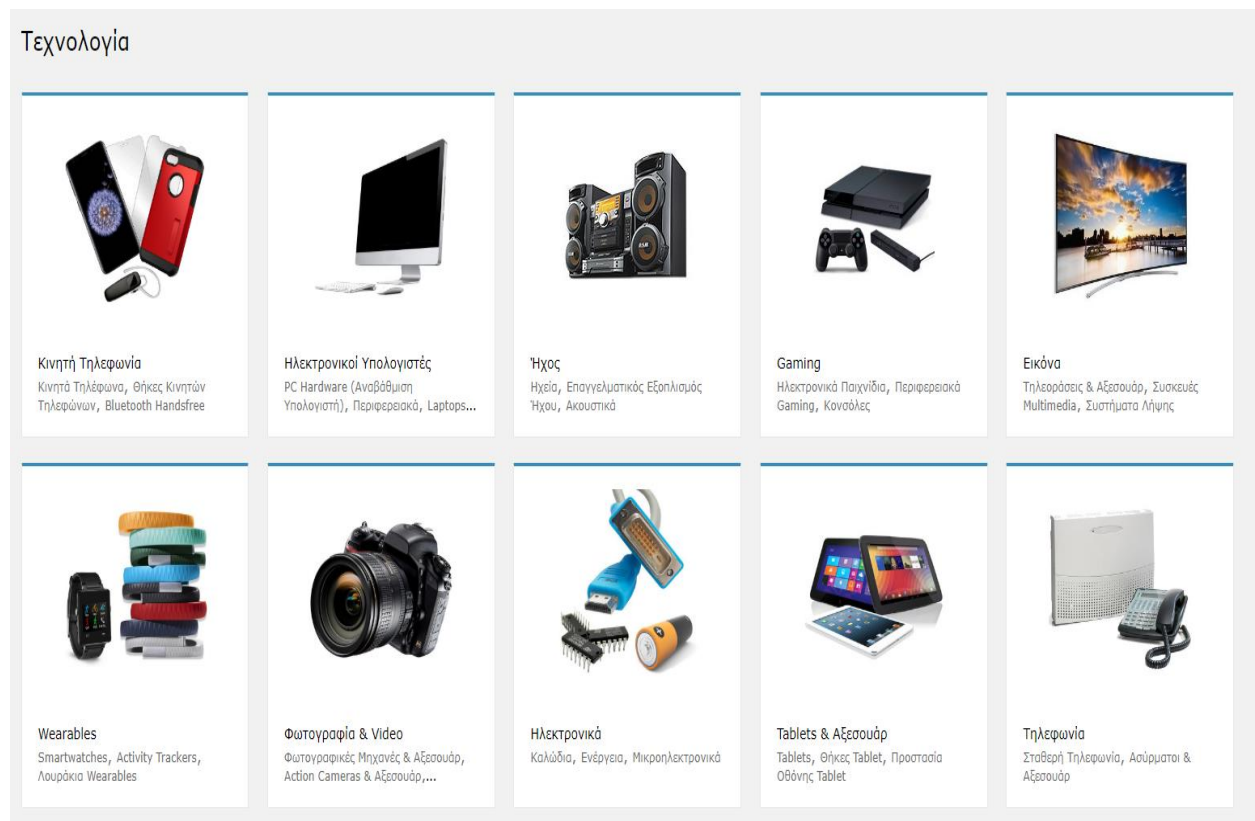 Τεχνολογία
Κινητή Τηλεφωνία
Κινητά Τηλέφωνα, Θήκες Κινητών
Τηλεφώνων, Bluetooth Handsfree
Ηλεκτρονικοί Υπολογιστές
PC Hardware (Αναβάθμιση
Υπολογιστή), Περιφερειακά, Laptops...
Ήχος
Ηχεία, Επαγγελματικός Εξοπλισμός
Ήχου, Ακουστικά
Gaming
Ηλεκτρονικά Παιχνίδια, Περιφερειακά
Gaming, Κονσόλες
Εικόνα
Τηλεοράσεις & Αξεσουάρ, Συσκευές
Multimedia, Συστήματα Λήψης
Wearables
Smartwatches, Activity Trackers,
Λουράκια Wearables
Φωτογραφία & Video
Φωτογραφικές Μηχανές & Αξεσουάρ,
Action Cameras & Αξεσουάρ,...
Ηλεκτρονικά
Καλώδια, Ενέργεια, Μικροηλεκτρονικά
Tablets & Αξεσουάρ
Tablets, Θήκες Tablet, Προστασία
Οθόνης Tablet
Τηλεφωνία
Σταθερή Τηλεφωνία, Ασύρματοι &
Αξεσουάρ